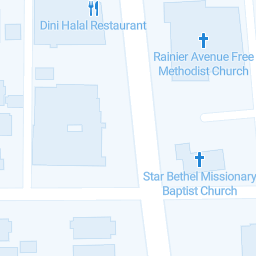 Dini Halal Restaurant
Rainier Avenue Free
Methodist Church
Star Bethel Missionary
Baptist Church